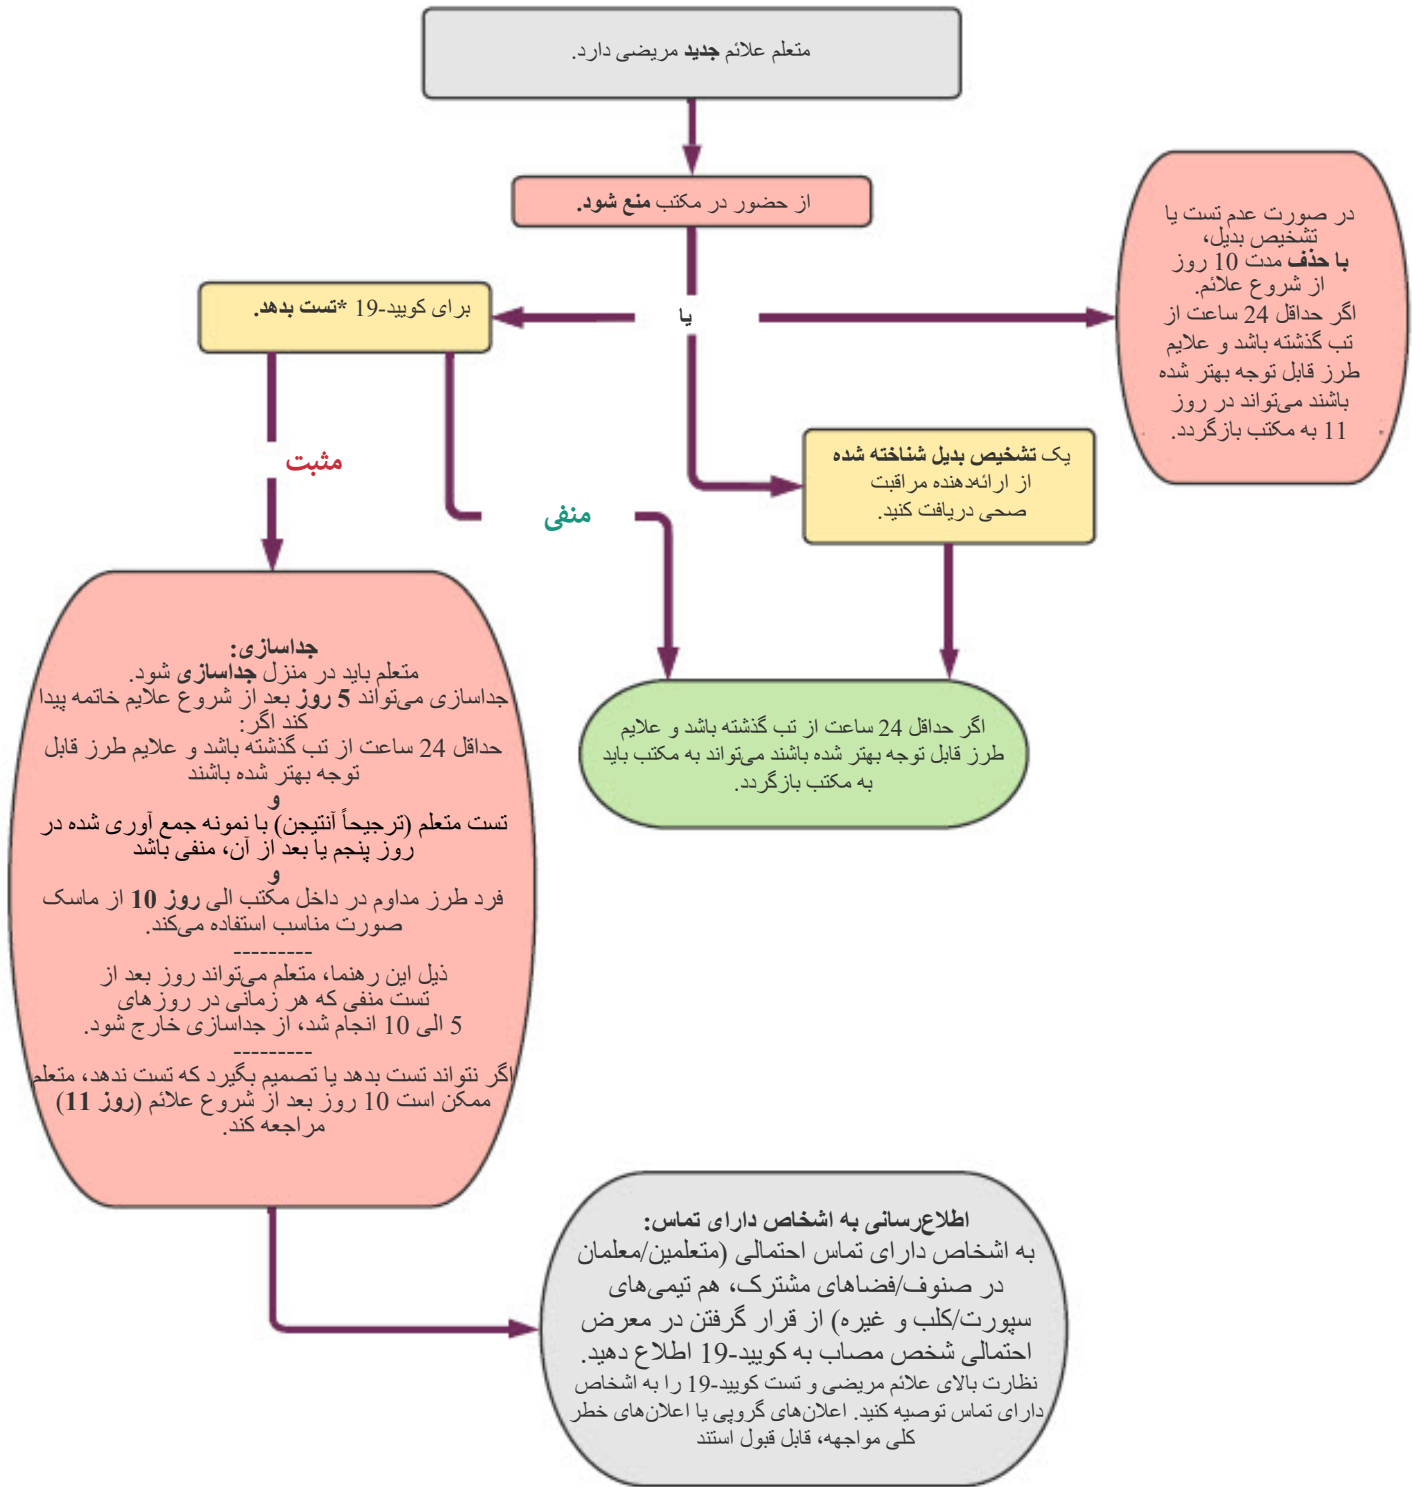 متعلم علائم جدید مریضی دارد.
از حضور در مکتب منع شود.
در صورت عدم تست یا
تشخیص بدیل،
با حذف مدت 10 روز
از شروع علائم.
اگر حداقل 24 ساعت از
تب گذشته باشد و علایم
طرز قابل توجه بهتر شده
باشند می‌تواند در روز
11 به مکتب بازگردد.
برای کویید-19 *تست بدهد.
یا
یک تشخیص بدیل شناخته شده
از ارائه‌دهنده مراقبت
صحی دریافت کنید.
مثبت
منفی
جداسازی:
متعلم باید در منزل جداسازی شود.
جداسازی می‌تواند 5 روز بعد از شروع علایم خاتمه پیدا
کند اگر:
حداقل 24 ساعت از تب گذشته باشد و علایم طرز قابل
توجه بهتر شده باشند
و
تست متعلم (ترجیحاً آنتیجن) با نمونه جمع آوری شده در
روز پنجم یا بعد از آن، منفی باشد
و
فرد طرز مداوم در داخل مکتب الی روز 10 از ماسک
صورت مناسب استفاده می‌کند.
---------
ذیل این رهنما، متعلم می‌تواند روز بعد از
تست منفی که هر زمانی در روزهای
5 الی 10 انجام شد، از جداسازی خارج شود.
---------
اگر نتواند تست بدهد یا تصمیم بگیرد که تست ندهد، متعلم
ممکن است 10 روز بعد از شروع علائم (روز 11)
مراجعه کند.
اگر حداقل 24 ساعت از تب گذشته باشد و علایم
طرز قابل توجه بهتر شده باشند می‌تواند به مکتب باید
به مکتب بازگردد.
اطلاع‌رسانی به اشخاص دارای تماس:
به اشخاص دارای تماس احتمالی (متعلمین/معلمان
در صنوف/فضاهای مشترک، هم تیمی‌های
سپورت/کلب و غیره) از قرار گرفتن در معرض
احتمالی شخص مصاب به کویید-19 اطلاع دهید.
نظارت بالای علائم مریضی و تست کویید-19 را به اشخاص
دارای تماس توصیه کنید. اعلان‌های گروپی یا اعلان‌های خطر
کلی مواجهه، قابل قبول استند